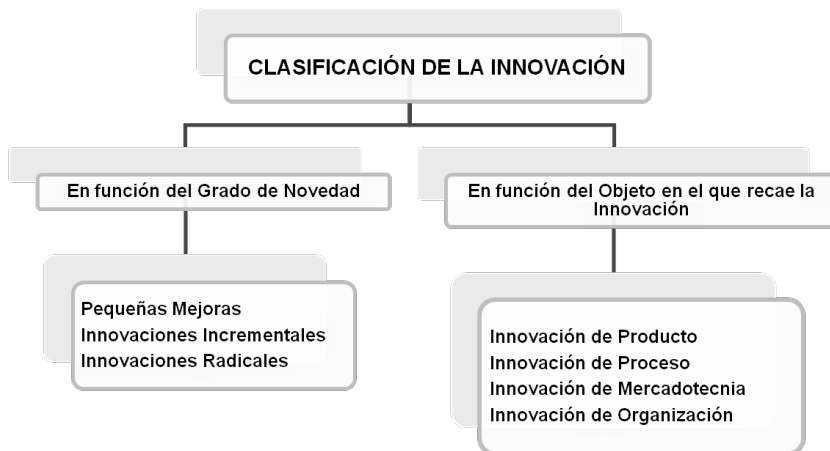 CLASIFICACIÓN DE LA INNOVACIÓN
En función del Grado de Novedad
En función del Objeto en el que recae la
Innovación
Pequeñas Mejoras
Innovaciones Incrementales
Innovaciones Radicales
Innovación de Producto
Innovación de Proceso
Innovación de Mercadotecnia
Innovación de Organización